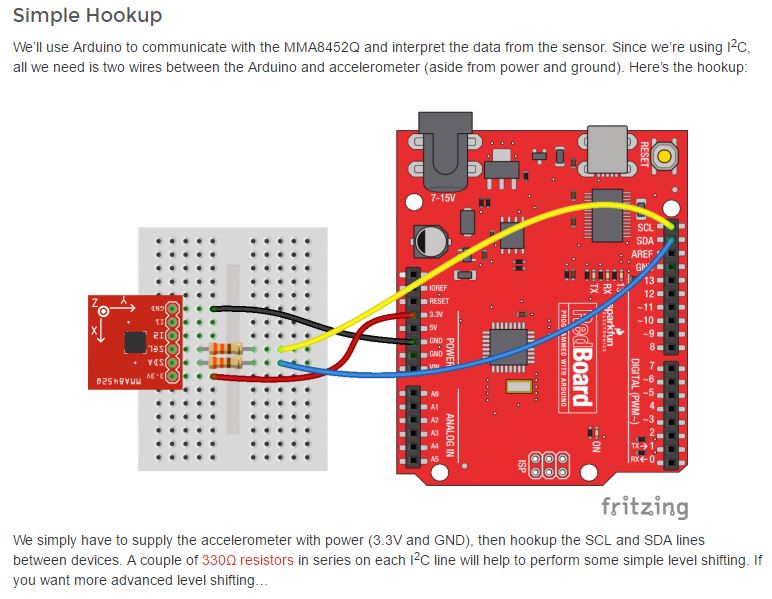 Simple Hookup
We'll use Arduino to communicate with the MMA8452Q and interpret the data from the sensor. Since we're using I²C,
all we need is two wires between the Arduino and accelerometer (aside from power and ground). Here's the hookup:
7-15V
RESET
SCL
SDA
AREF
GND
13
12
~11
~10
~9
8
7
~6
~5
4
~3
2
TX→1
RX←0
DIGITAL (PWM~)
IOREF
RESET
3.3V
5V
GND
GND
VIN
POWER
A0
A1
A2
A3
A4
A5
ANALOG IN
TX
RX
13
sparkfun
ELECTRONICS
RedBoard
PROGRAMMED WITH ARDUINO
ON
ISP
Z
Y
X
GND
I1
I2
SCL
SDA
3.3V
MMA8452Q
fritzing
We simply have to supply the accelerometer with power (3.3V and GND), then hookup the SCL and SDA lines
between devices. A couple of 330Ω resistors in series on each I²C line will help to perform some simple level shifting. If
you want more advanced level shifting…